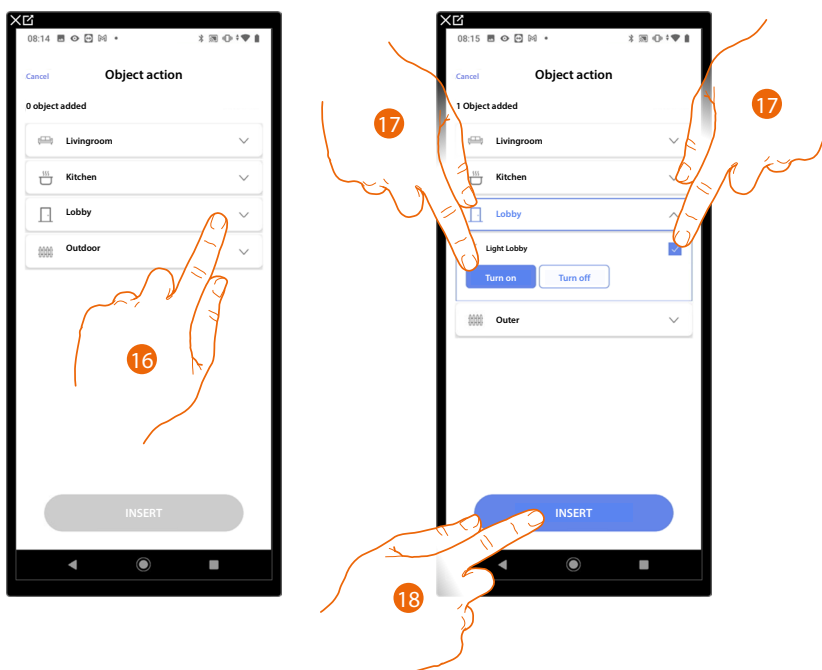 08:14
Cancel
Object action
0 object added
Livingroom
Kitchen
Lobby
Outdoor
INSERT
16
08:15
Cancel
Object action
1 Object added
Livingroom
Kitchen
Lobby
Light Lobby
Turn on
Turn off
Outer
INSERT
17
17
18